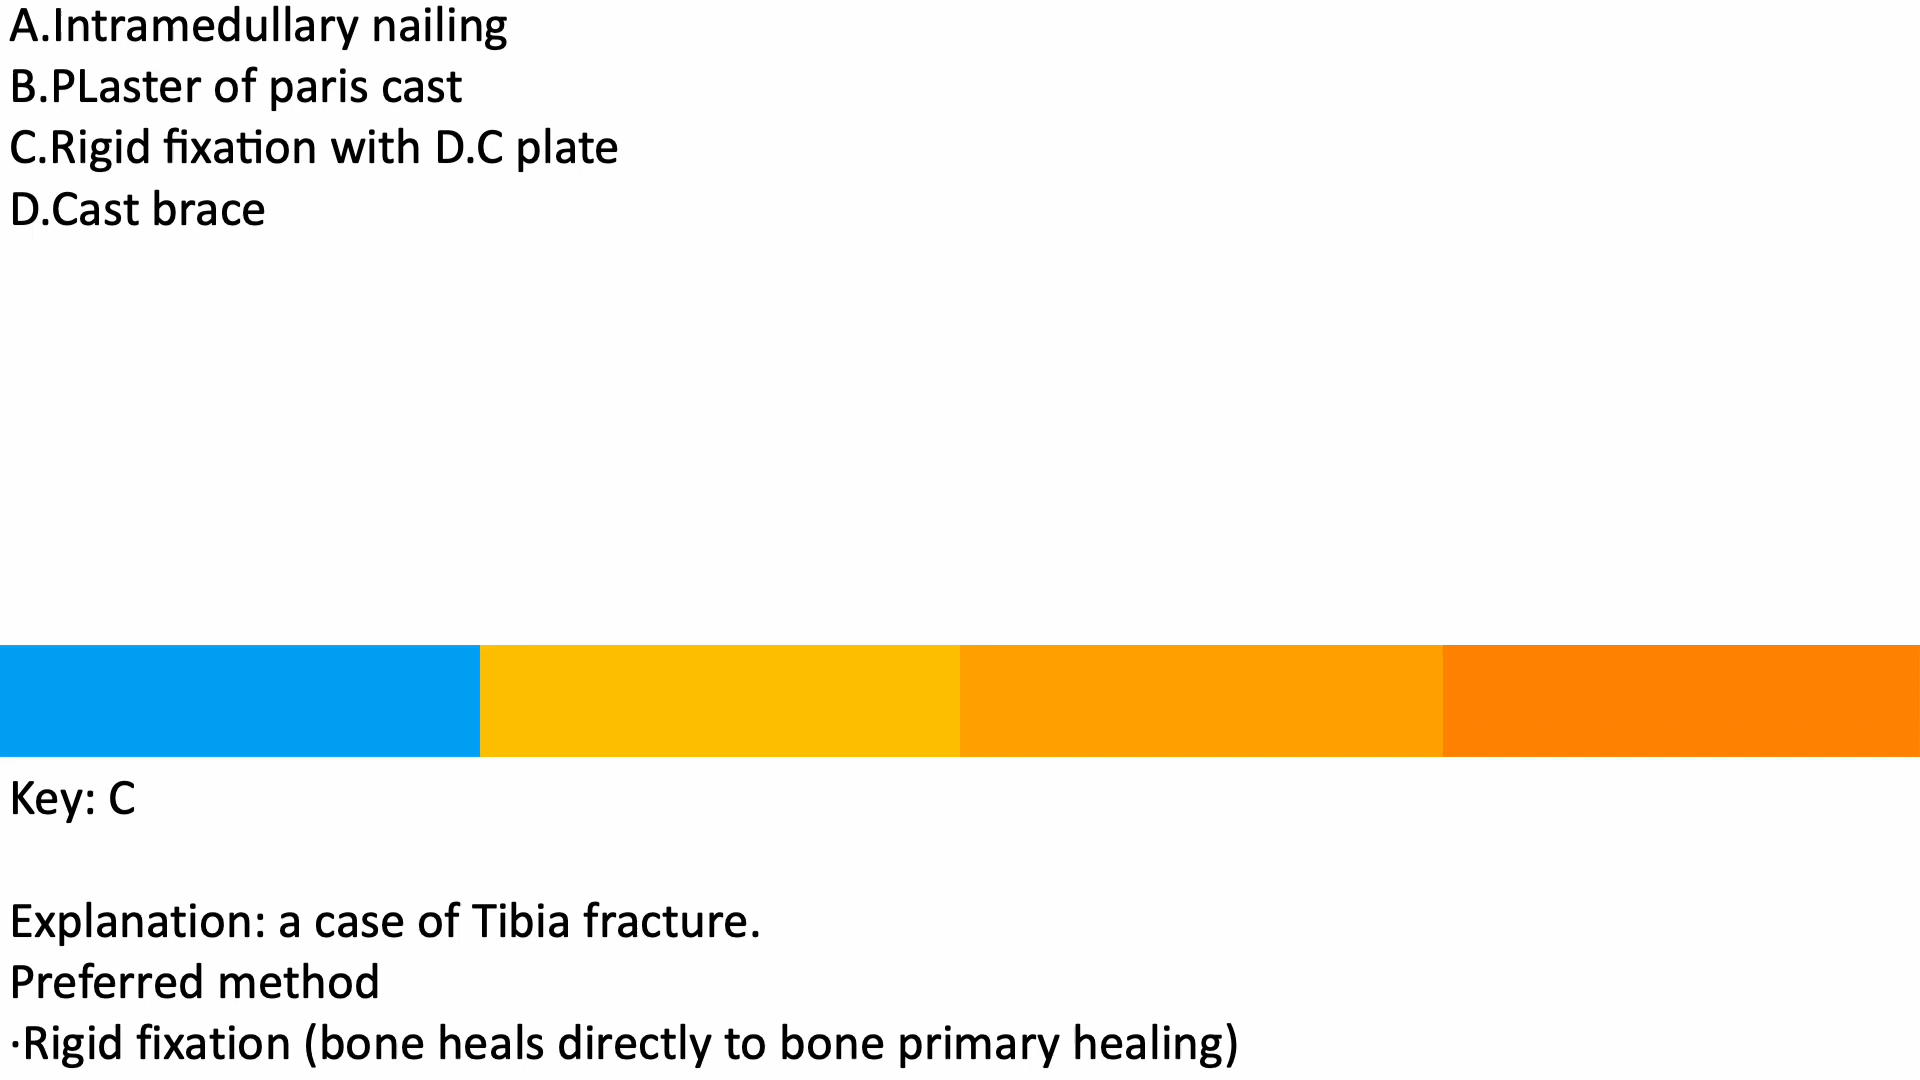 A.Intramedullary nailing
B.PLaster of paris cast
C.Rigid fixation with D.C plate
D.Cast brace
Key: C
Explanation: a case of Tibia fracture.
Preferred method
·Rigid fixation (bone heals directly to bone primary healing)